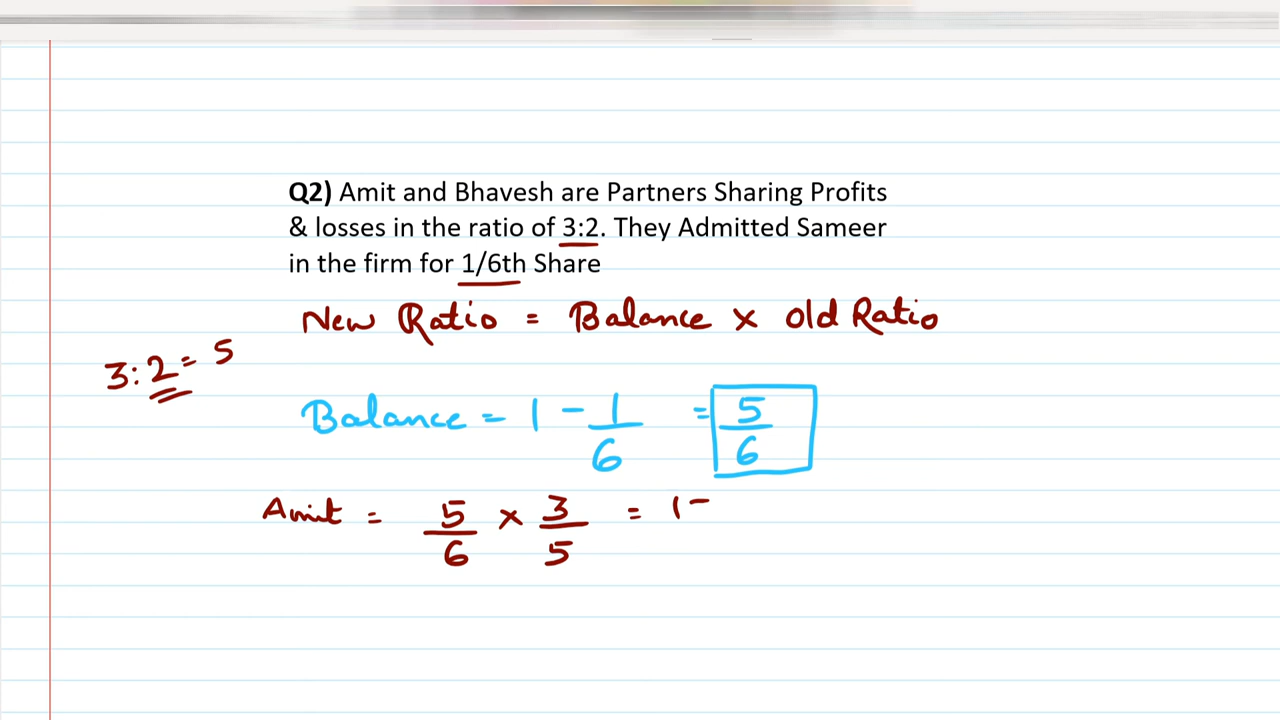 Q2) Amit and Bhavesh are Partners Sharing Profits
& losses in the ratio of 3:2. They Admitted Sameer
in the firm for 1/6th Share
New Ratio = Balance × old Ratio
3:2 = 5
Balance = 1 - 1/6 = 5/6
Amit = 5/6 × 3/5 = 1